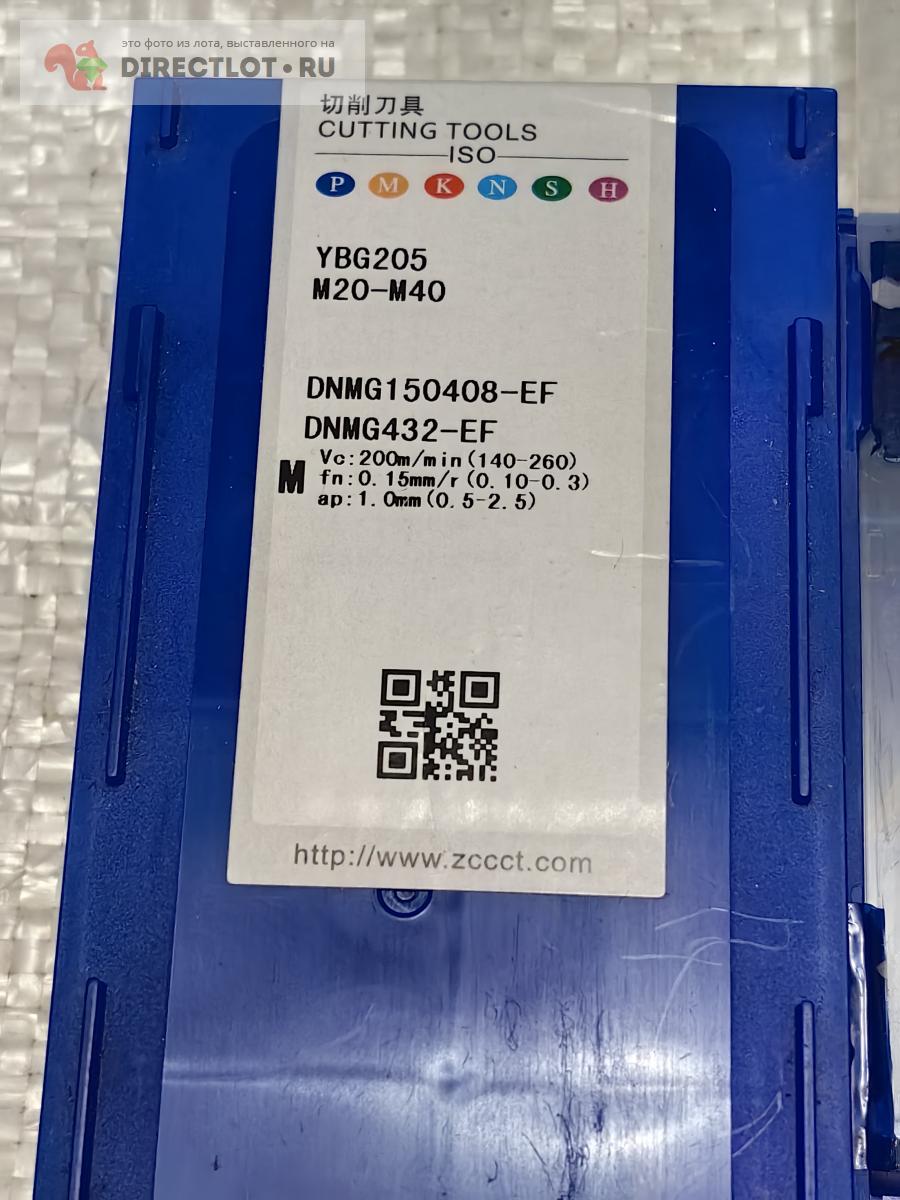 это фото из лота, выставленного на
DIRECTLOT•RU
切削刀具
CUTTING TOOLS
ISO
P M K N S H
YBG205
M20-M40
DNMG150408-EF
DNMG432-EF
Vc:200m/min(140-260)
M fn:0.15mm/r(0.10-0.3)
ap:1.0mm(0.5-2.5)
http://www.zccct.com